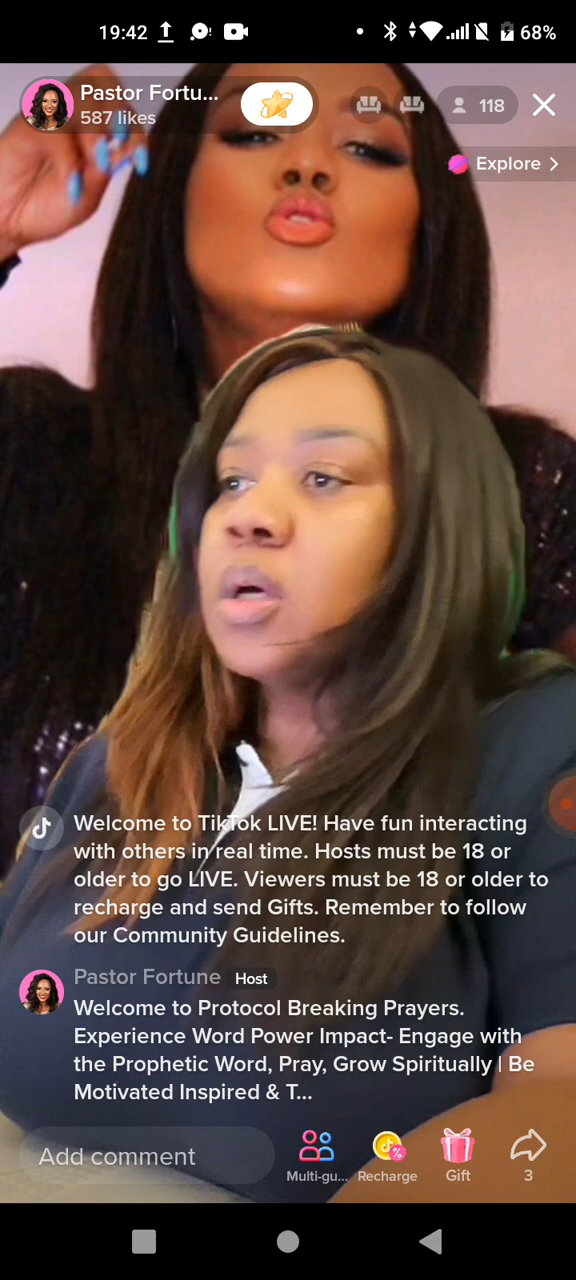 19:42
68%
Pastor Fortu...
587 likes
118
Explore
Welcome to TikTok LIVE! Have fun interacting
with others in real time. Hosts must be 18 or
older to go LIVE. Viewers must be 18 or older to
recharge and send Gifts. Remember to follow
our Community Guidelines.
Pastor Fortune Host
Welcome to Protocol Breaking Prayers.
Experience Word Power Impact- Engage with
the Prophetic Word, Pray, Grow Spiritually | Be
Motivated Inspired & T...
Add comment
Multi-gu...
Recharge
Gift
3